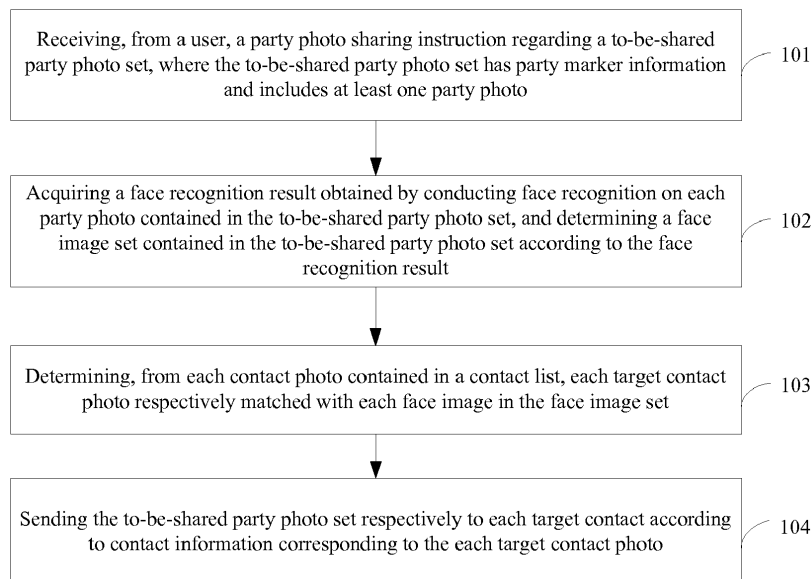 Receiving, from a user, a party photo sharing instruction regarding a to-be-shared
party photo set, where the to-be-shared party photo set has party marker information
and includes at least one party photo
101
Acquiring a face recognition result obtained by conducting face recognition on each
party photo contained in the to-be-shared party photo set, and determining a face
image set contained in the to-be-shared party photo set according to the face
recognition result
102
Determining, from each contact photo contained in a contact list, each target contact
photo respectively matched with each face image in the face image set
103
Sending the to-be-shared party photo set respectively to each target contact according
to contact information corresponding to the each target contact photo
104